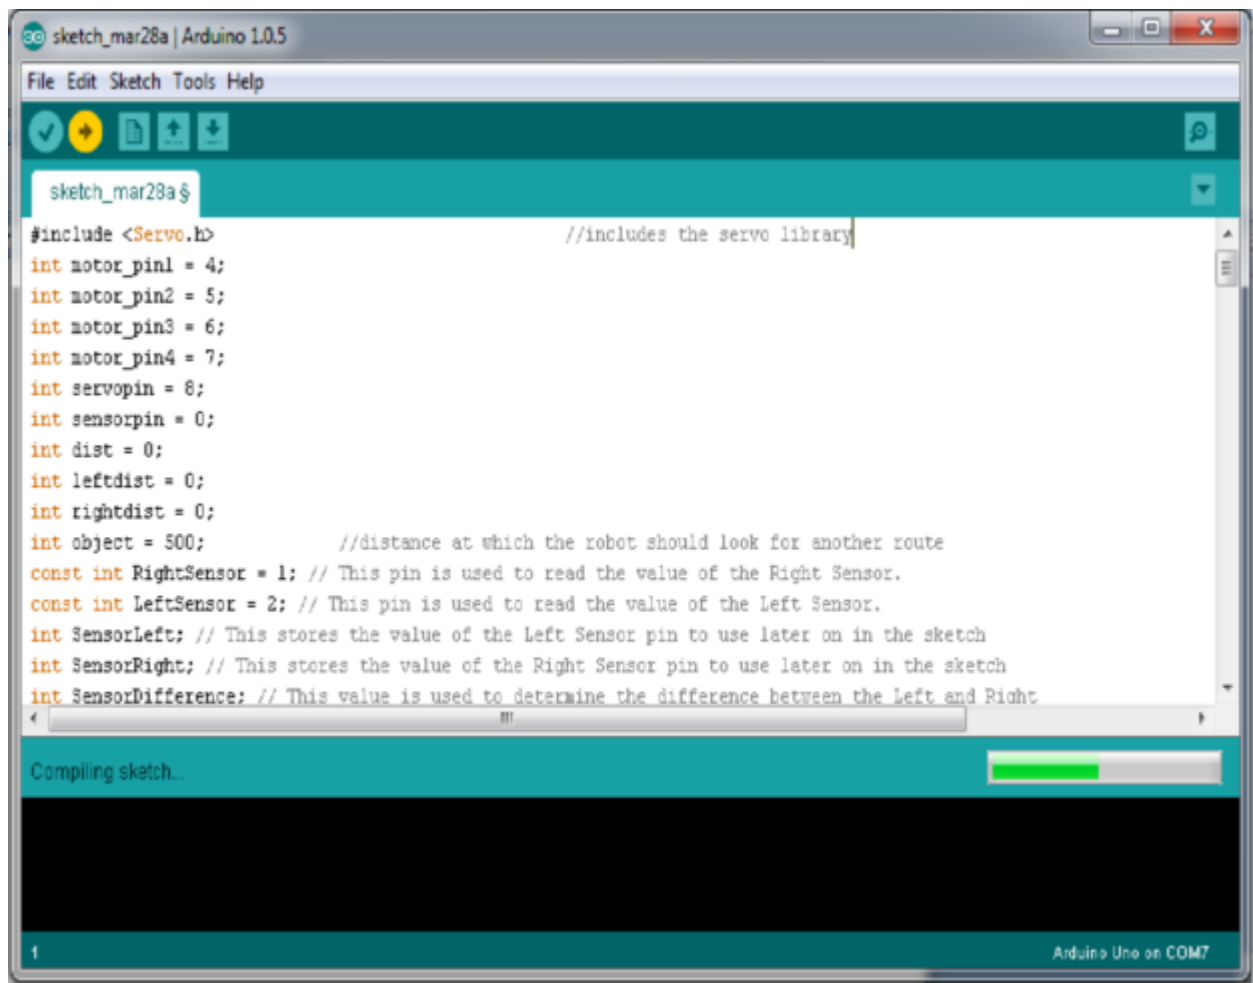 sketch_mar28a | Arduino 1.0.5
File Edit Sketch Tools Help
sketch_mar28a §
#include <Servo.h> //includes the servo library
int motor_pin1 = 4;
int motor_pin2 = 5;
int motor_pin3 = 6;
int motor_pin4 = 7;
int servopin = 8;
int sensorpin = 0;
int dist = 0;
int leftdist = 0;
int rightdist = 0;
int object = 500; //distance at which the robot should look for another route
const int RightSensor = 1; // This pin is used to read the value of the Right Sensor.
const int LeftSensor = 2; // This pin is used to read the value of the Left Sensor.
int SensorLeft; // This stores the value of the Left Sensor pin to use later on in the sketch
int SensorRight; // This stores the value of the Right Sensor pin to use later on in the sketch
int SensorDifference; // This value is used to determine the difference between the Left and Right
Compiling sketch...
1 Arduino Uno on COM7